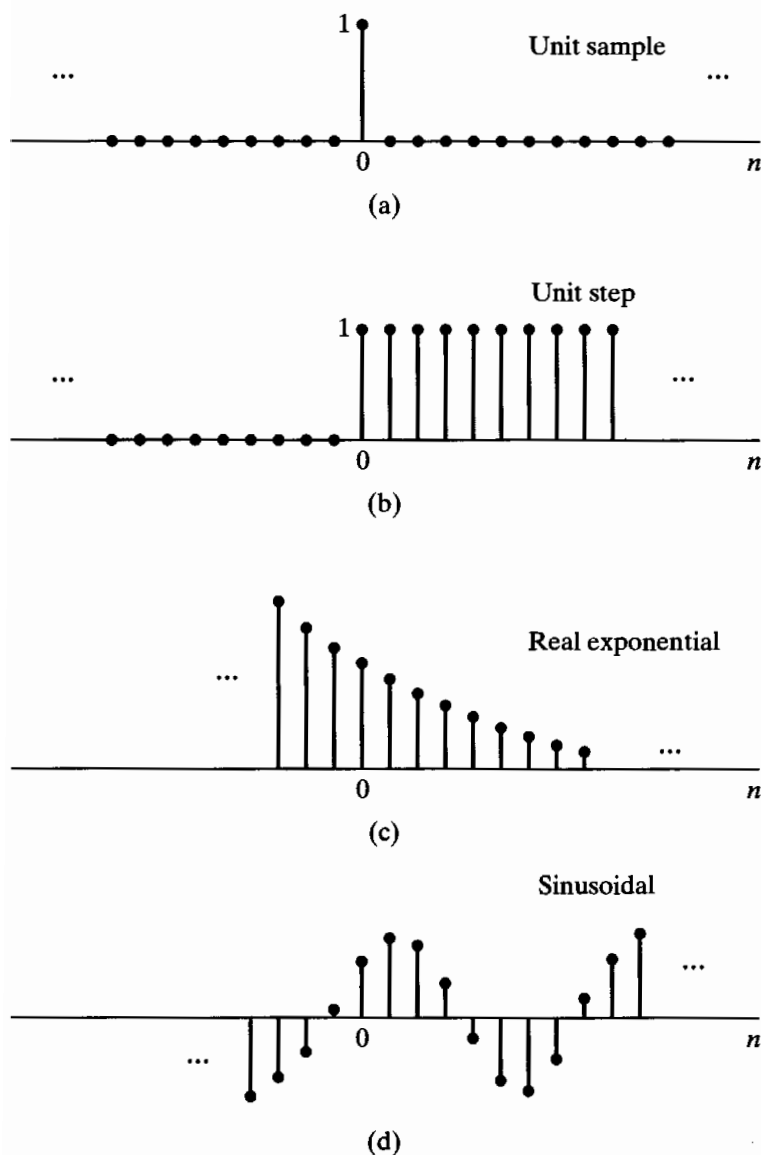 1
Unit sample
... ...
0 n
(a)
Unit step
1
... ...
0 n
(b)
Real exponential
... ...
0 n
(c)
Sinusoidal
...
0 n
...
(d)